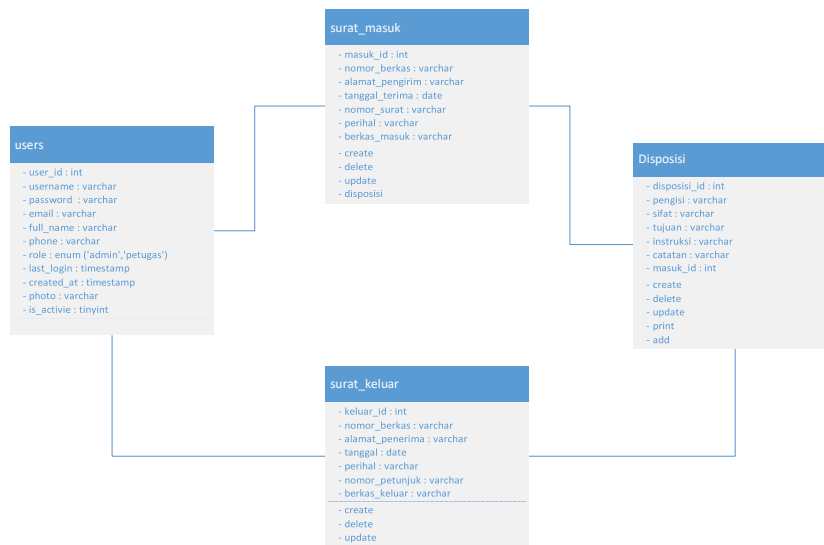 surat_masuk
- masuk_id : int
- nomor_berkas : varchar
- alamat_pengirim : varchar
- tanggal_terima : date
- nomor_surat : varchar
- perihal : varchar
- berkas_masuk : varchar
- create
- delete
- update
- disposisi
users
- user_id : int
- username : varchar
- password : varchar
- email : varchar
- full_name : varchar
- phone : varchar
- role : enum ('admin','petugas')
- last_login : timestamp
- created_at : timestamp
- photo : varchar
- is_activie : tinyint
Disposisi
- disposisi_id : int
- pengisi : varchar
- sifat : varchar
- tujuan : varchar
- instruksi : varchar
- catatan : varchar
- masuk_id : int
- create
- delete
- update
- print
- add
surat_keluar
- keluar_id : int
- nomor_berkas : varchar
- alamat_penerima : varchar
- tanggal : date
- perihal : varchar
- nomor_petunjuk : varchar
- berkas_keluar : varchar
- create
- delete
- update